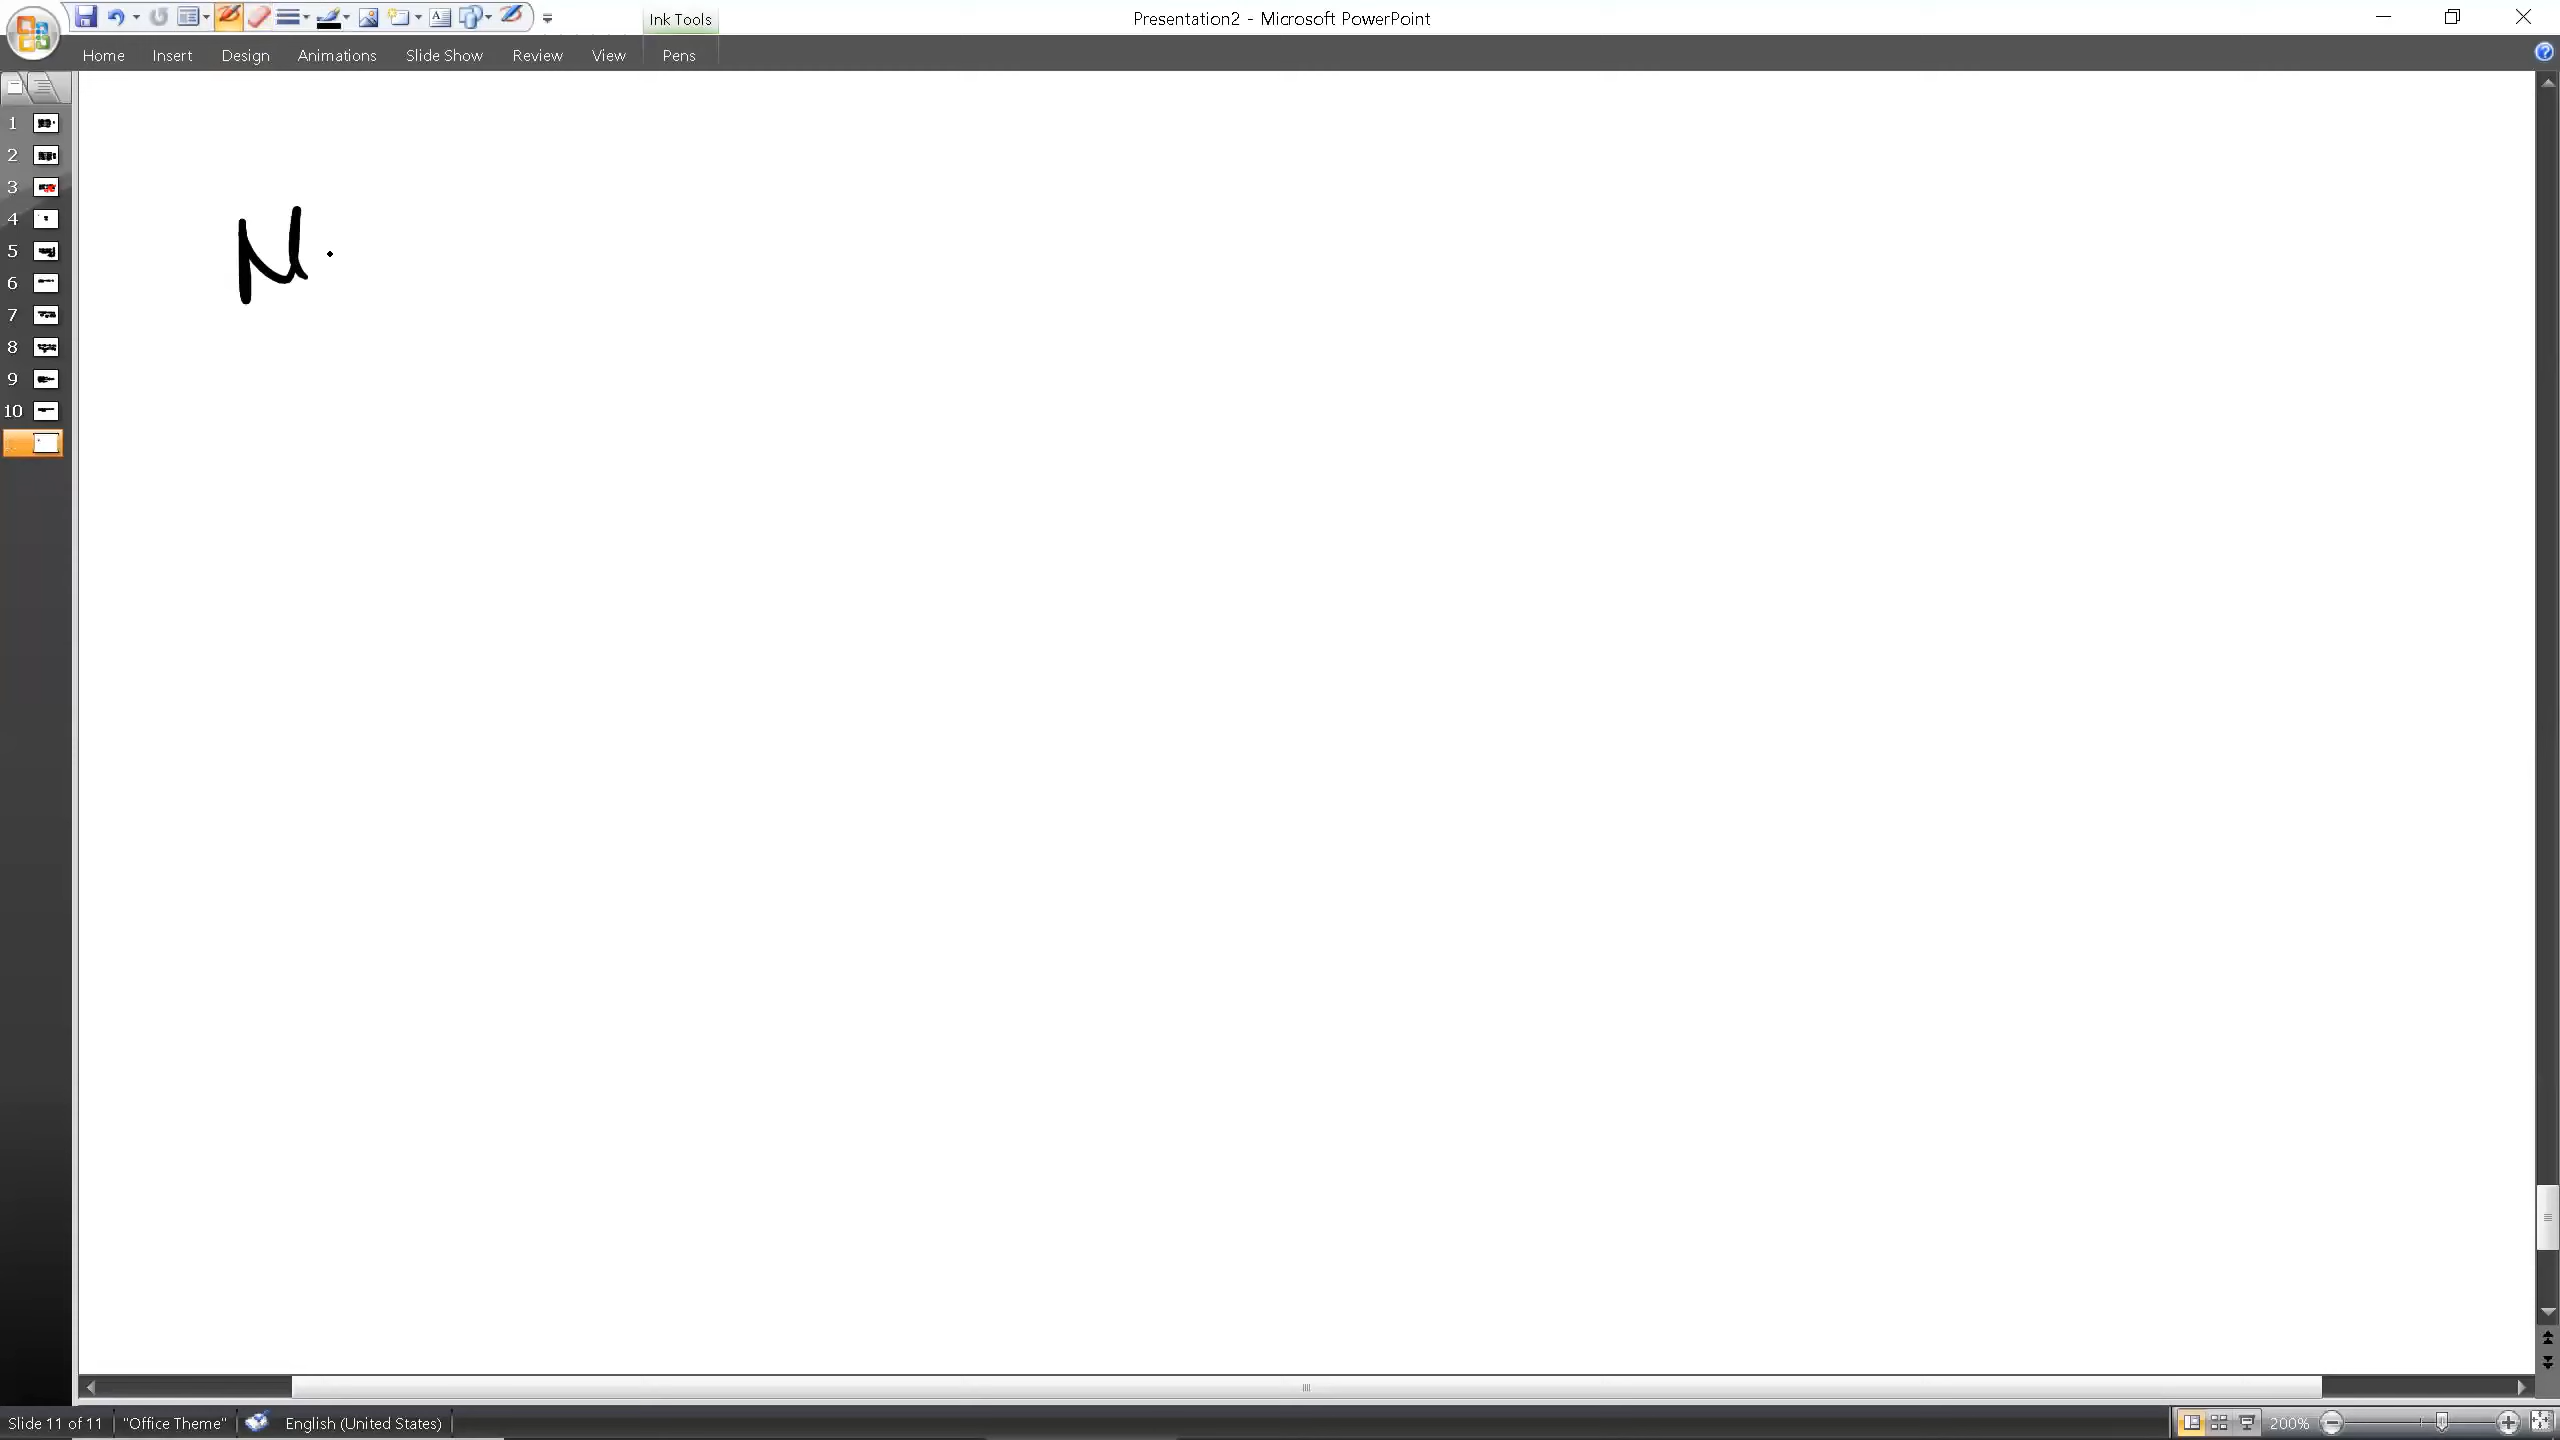 Ink Tools
Presentation2 - Microsoft PowerPoint
Home Insert Design Animations Slide Show Review View Pens
1
2
3
4
5
6
7
8
9
10
N
Slide 11 of 11 "Office Theme" English (United States) 200%